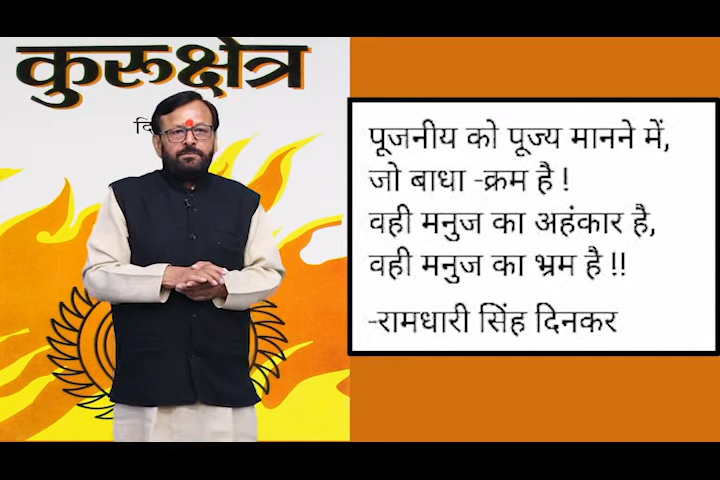 कुरुक्षेत्र
दि
पूजनीय को पूज्य मानने में,
जो बाधा -क्रम है !
वही मनुज का अहंकार है,
वही मनुज का भ्रम है !!
-रामधारी सिंह दिनकर